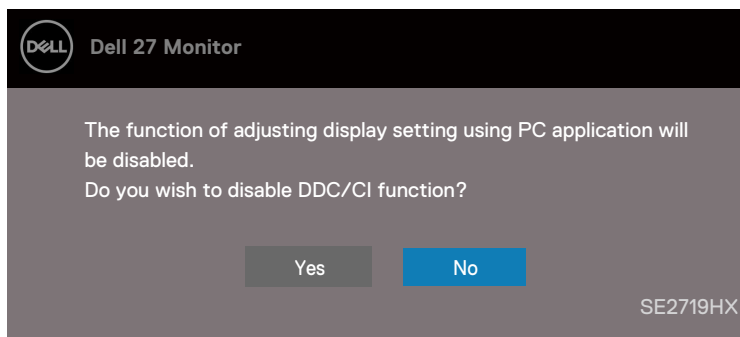 DELL Dell 27 Monitor
The function of adjusting display setting using PC application will
be disabled.
Do you wish to disable DDC/CI function?
Yes No
SE2719HX